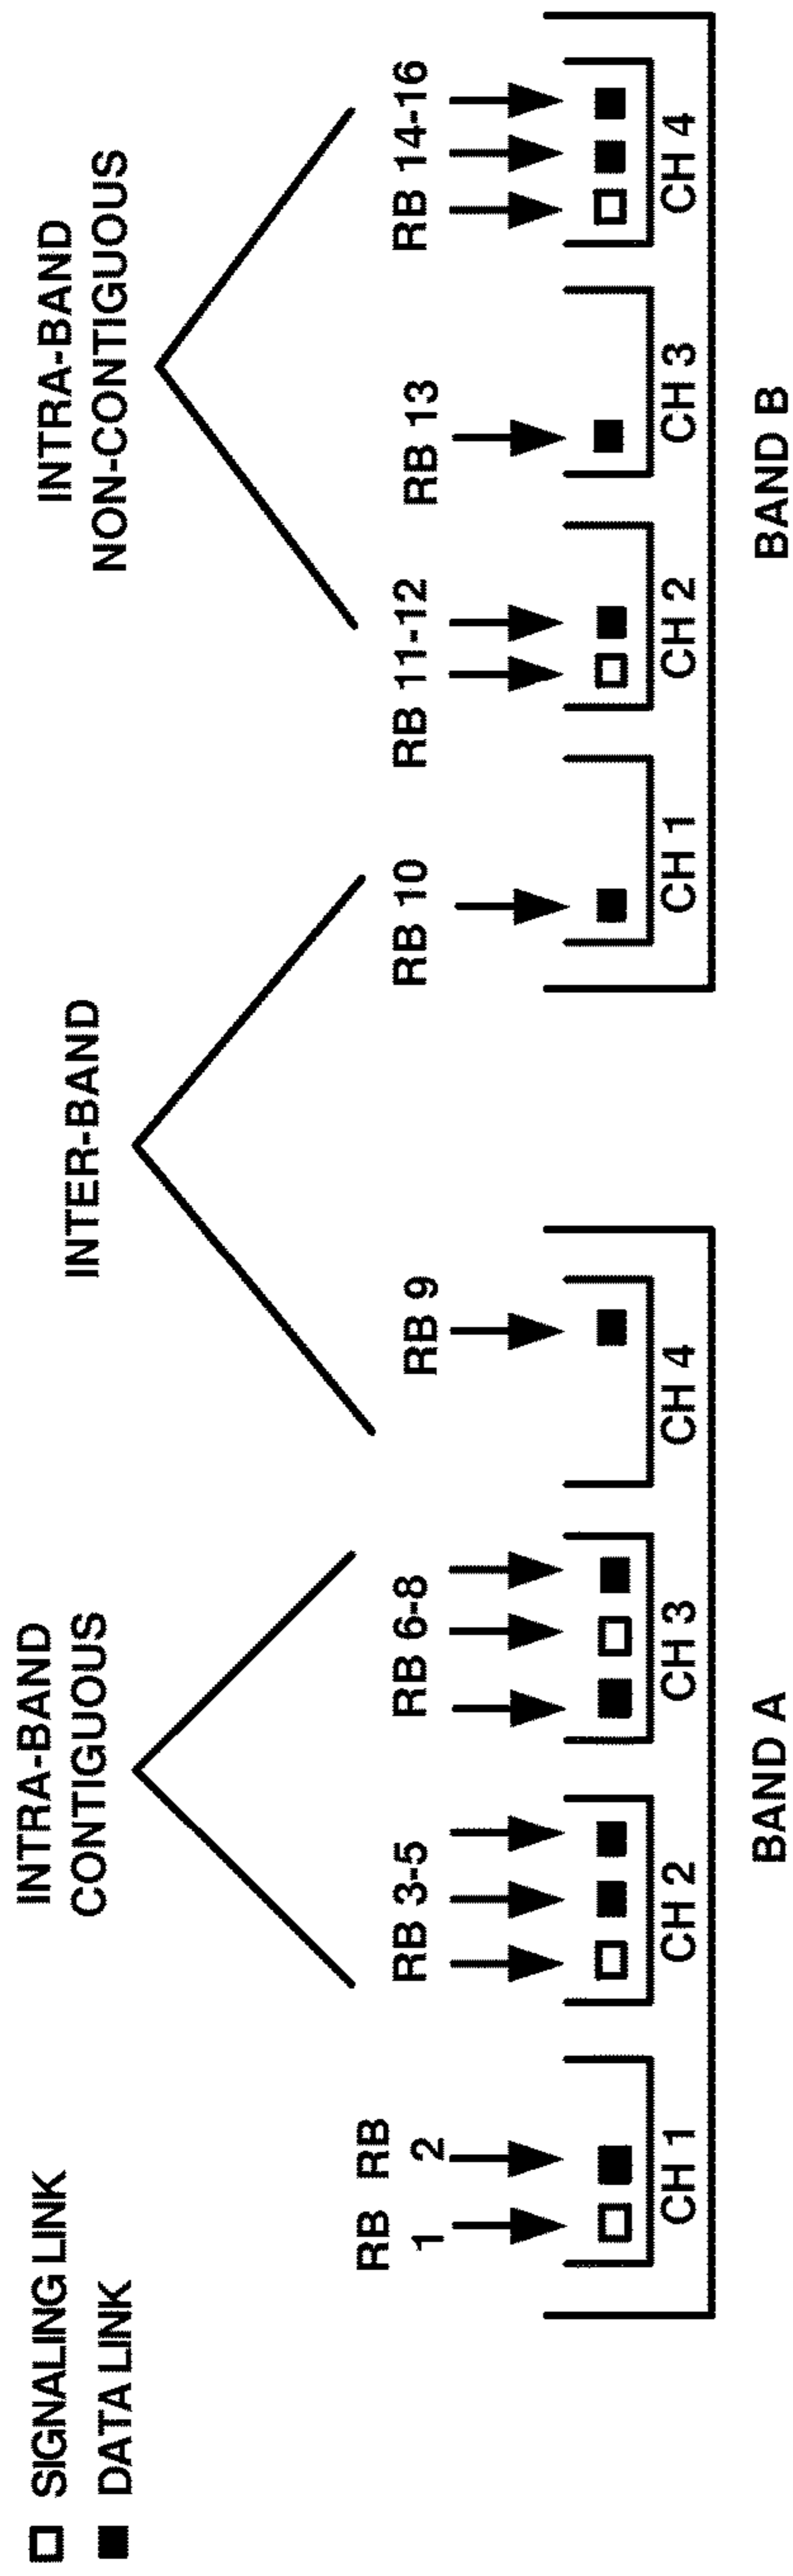 SIGNALING LINK
DATA LINK
INTRA-BAND
CONTIGUOUS
INTER-BAND
INTRA-BAND
NON-CONTIGUOUS
RB RB
1 2
RB 3-5
RB 6-8
RB 9
RB 10
RB 11-12
RB 13
RB 14-16
CH 1
CH 2
CH 3
CH 4
CH 1
CH 2
CH 3
CH 4
BAND A
BAND B